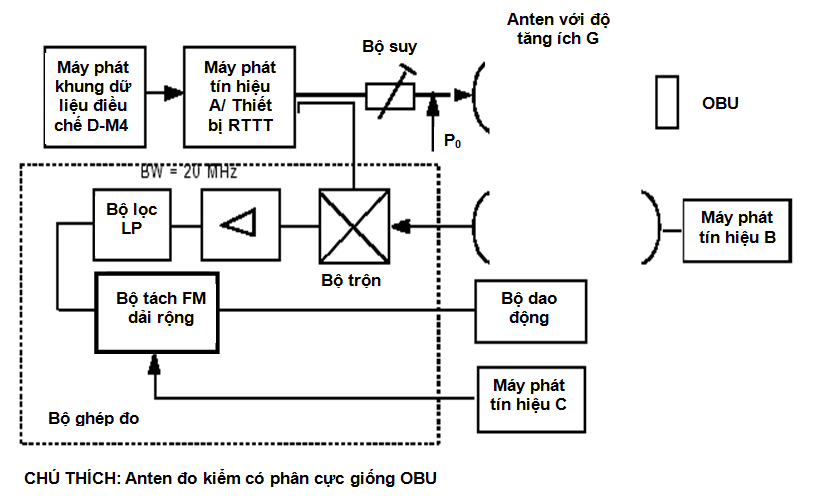 Anten với độ
tăng ích G
Bộ suy
Máy phát
khung dữ
liệu điều
chế D-M4
Máy phát
tín hiệu
A/ Thiết
bị RTTT
OBU
P₀
BW = 20 MHz
Bộ lọc
LP
Bộ trộn
Máy phát
tín hiệu B
Bộ tách FM
dải rộng
Bộ dao
động
Máy phát
tín hiệu C
Bộ ghép đo
CHÚ THÍCH: Anten đo kiểm có phân cực giống OBU